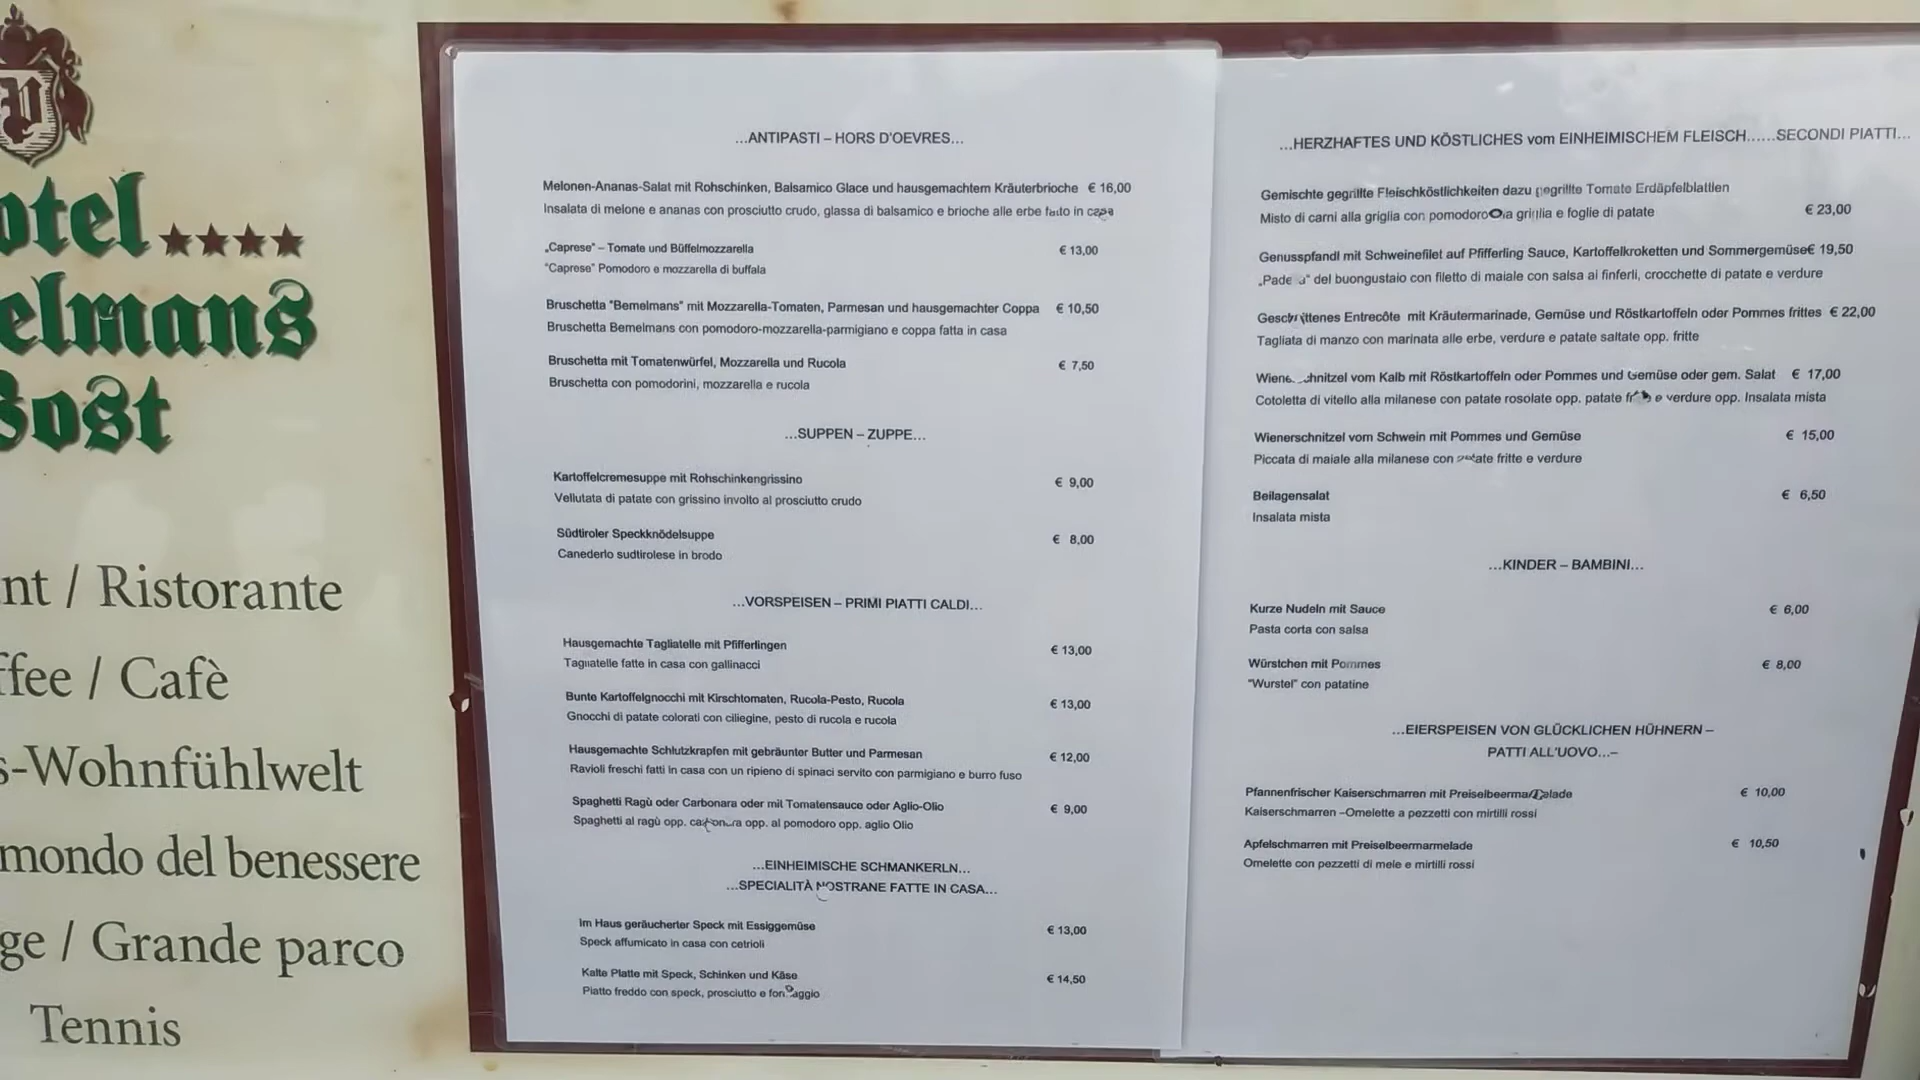 otel
elmans
Post
nt / Ristorante
ffee / Cafè
s-Wohnfühlwelt
mondo del benessere
ge / Grande parco
Tennis
...ANTIPASTI – HORS D'OEVRES...
Melonen-Ananas-Salat mit Rohschinken, Balsamico Glace und hausgemachtem Kräuterbrioche € 16,00
Insalata di melone e ananas con prosciutto crudo, glassa di balsamico e brioche alle erbe fatto in casa
„Caprese" – Tomate und Büffelmozzarella € 13,00
"Caprese" Pomodoro e mozzarella di buffala
Bruschetta "Bemelmans" mit Mozzarella-Tomaten, Parmesan und hausgemachter Coppa € 10,50
Bruschetta Bemelmans con pomodoro-mozzarella-parmigiano e coppa fatta in casa
Bruschetta mit Tomatenwürfel, Mozzarella und Rucola € 7,50
Bruschetta con pomodorini, mozzarella e rucola
...SUPPEN – ZUPPE...
Kartoffelcremesuppe mit Rohschinkengrissino € 9,00
Vellutata di patate con grissino involto al prosciutto crudo
Südtiroler Speckknödelsuppe € 8,00
Canederlo sudtirolese in brodo
...VORSPEISEN – PRIMI PIATTI CALDI...
Hausgemachte Tagliatelle mit Pfifferlingen € 13,00
Tagliatelle fatte in casa con gallinacci
Bunte Kartoffelgnocchi mit Kirschtomaten, Rucola-Pesto, Rucola € 13,00
Gnocchi di patate colorati con ciliegine, pesto di rucola e rucola
Hausgemachte Schlutzkrapfen mit gebräunter Butter und Parmesan € 12,00
Ravioli freschi fatti in casa con un ripieno di spinaci servito con parmigiano e burro fuso
Spaghetti Ragù oder Carbonara oder mit Tomatensauce oder Aglio-Olio € 9,00
Spaghetti al ragù opp. carbonara opp. al pomodoro opp. aglio Olio
...EINHEIMISCHE SCHMANKERLN...
...SPECIALITÀ NOSTRANE FATTE IN CASA...
Im Haus geräucherter Speck mit Essiggemüse € 13,00
Speck affumicato in casa con cetrioli
Kalte Platte mit Speck, Schinken und Käse € 14,50
Piatto freddo con speck, prosciutto e formaggio
...HERZHAFTES UND KÖSTLICHES vom EINHEIMISCHEM FLEISCH......SECONDI PIATTI...
Gemischte gegrillte Fleischköstlichkeiten dazu gegrillte Tomate Erdäpfelblattlen
Misto di carni alla griglia con pomodoro griglia e foglie di patate € 23,00
Genusspfandl mit Schweinefilet auf Pfifferling Sauce, Kartoffelkroketten und Sommergemüse€ 19,50
del buongustaio con filetto di maiale con salsa ai finferli, crocchette di patate e verdure
Geschnittenes Entrecôte mit Kräutermarinade, Gemüse und Röstkartoffeln oder Pommes frittes € 22,00
Tagliata di manzo con marinata alle erbe, verdure e patate saltate opp. fritte
Wienerschnitzel vom Kalb mit Röstkartoffeln oder Pommes und Gemüse oder gem. Salat € 17,00
Cotoletta di vitello alla milanese con patate rosolate opp. patate e verdure opp. Insalata mista
Wienerschnitzel vom Schwein mit Pommes und Gemüse € 15,00
Piccata di maiale alla milanese con patate fritte e verdure
Beilagensalat € 6,50
Insalata mista
...KINDER – BAMBINI...
Kurze Nudeln mit Sauce € 6,00
Pasta corta con salsa
Würstchen mit Pommes € 8,00
"Wurstel" con patatine
...EIERSPEISEN VON GLÜCKLICHEN HÜHNERN –
PATTI ALL'UOVO...–
Pfannenfrischer Kaiserschmarren mit Preiselbeermarmelade € 10,00
Kaiserschmarren –Omelette a pezzetti con mirtilli rossi
Apfelschmarren mit Preiselbeermarmelade € 10,50
Omelette con pezzetti di mele e mirtilli rossi